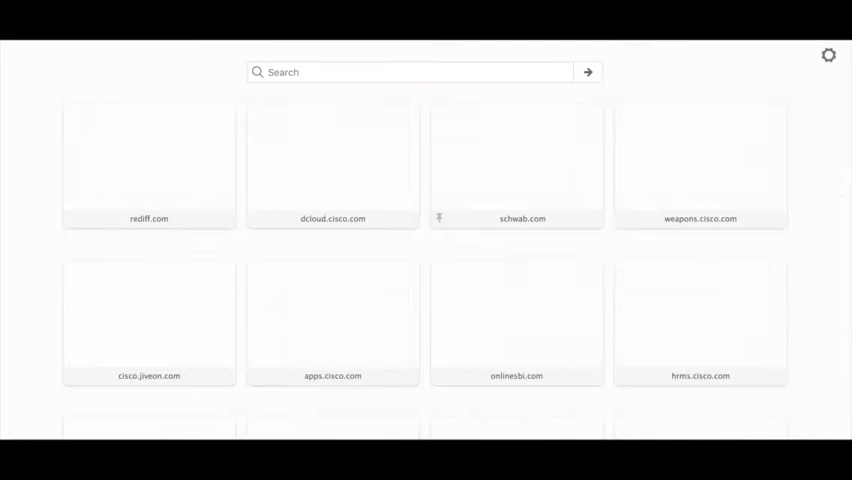 Search
rediff.com
dcloud.cisco.com
schwab.com
weapons.cisco.com
cisco.jiveon.com
apps.cisco.com
onlinesbi.com
hrms.cisco.com